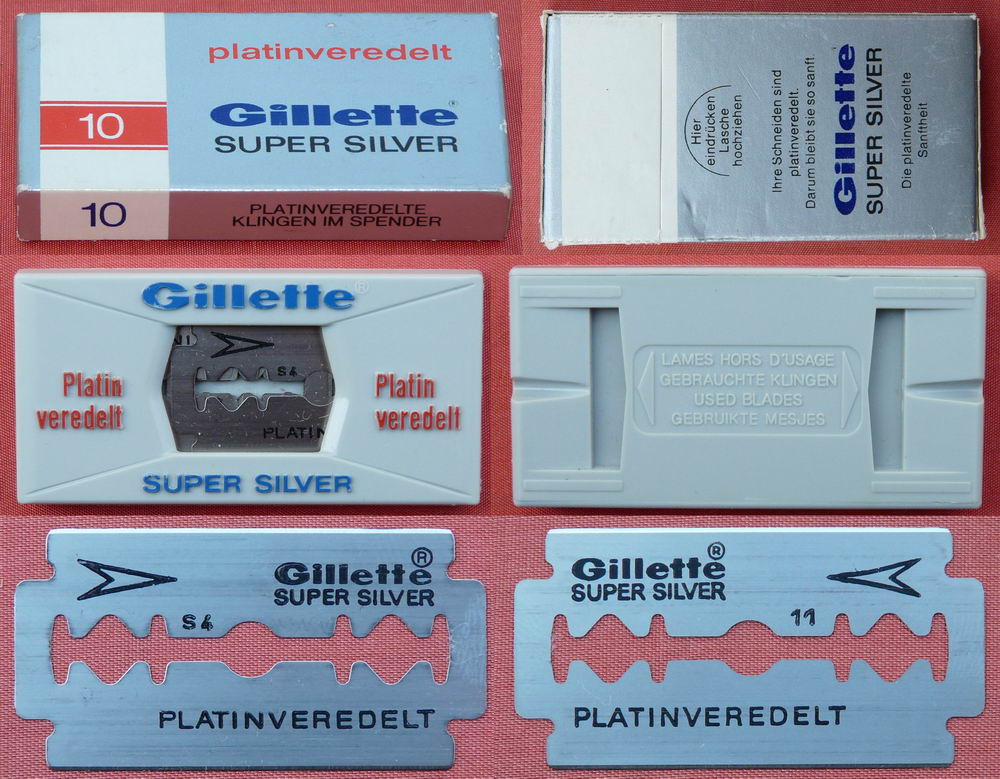 platinveredelt
10
Gillette®
SUPER SILVER
10
PLATINVEREDELTE
KLINGEN IM SPENDER
Hier
eindrücken
Lasche
hochziehen
Ihre Schneiden sind
platinveredelt.
Darum bleibt sie so sanft
Gillette
SUPER SILVER
Die platinveredelte
Sanftheit
Gillette®
Platin
veredelt
S4
PLATIN
Platin
veredelt
SUPER SILVER
LAMES HORS D'USAGE
GEBRAUCHTE KLINGEN
USED BLADES
GEBRUIKTE MESJES
Gillette®
SUPER SILVER
S4
PLATINVEREDELT
Gillette®
SUPER SILVER
11
PLATINVEREDELT